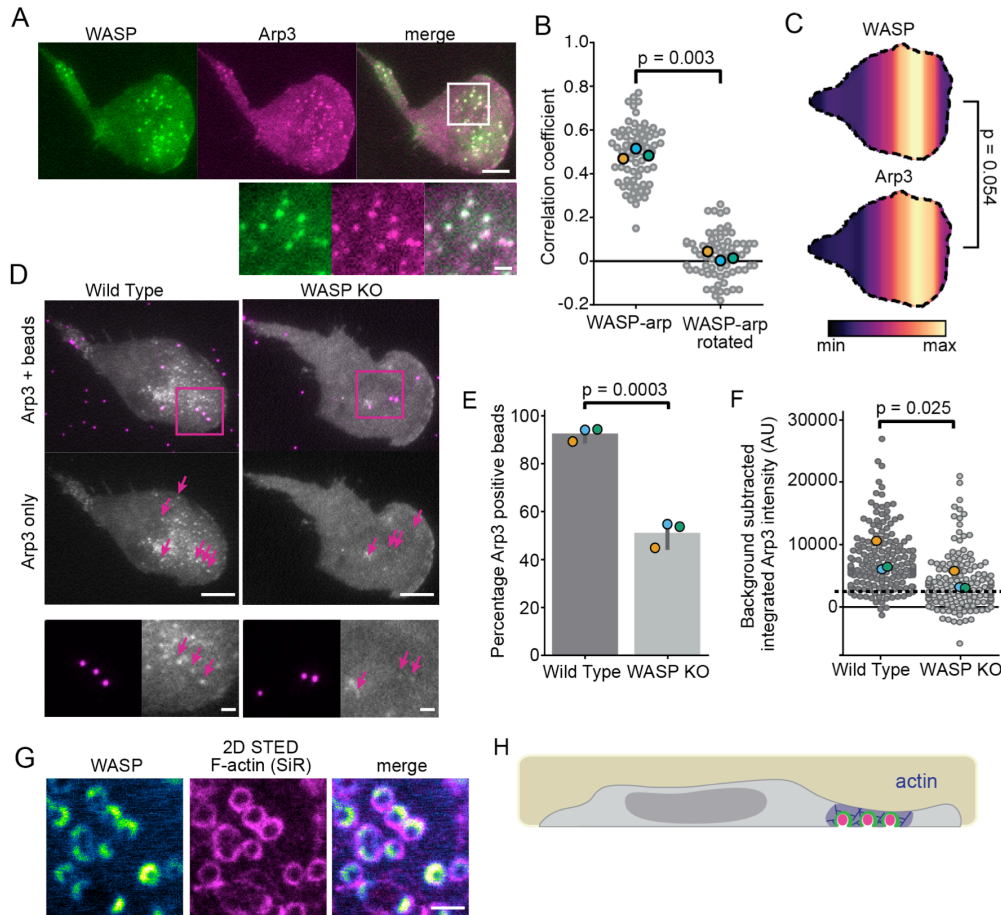 A
WASP
Arp3
merge
B
Correlation coefficient
1.0
0.8
0.6
0.4
0.2
0
-0.2
p = 0.003
WASP-arp
WASP-arp
rotated
C
WASP
Arp3
p = 0.054
min
max
D
Wild Type
WASP KO
Arp3 + beads
Arp3 only
E
Percentage Arp3 positive beads
100
80
60
40
20
0
p = 0.0003
Wild Type
WASP KO
F
Background subtracted
integrated Arp3 intensity (AU)
30000
20000
10000
0
p = 0.025
Wild Type
WASP KO
G
WASP
2D STED
F-actin (SiR)
merge
H
actin